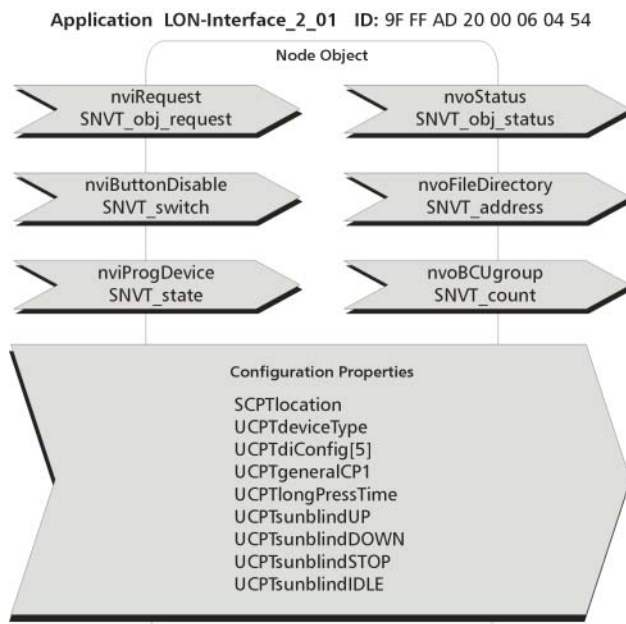 Application LON-Interface_2_01 ID: 9F FF AD 20 00 06 04 54
Node Object
nviRequest
SNVT_obj_request
nvoStatus
SNVT_obj_status
nviButtonDisable
SNVT_switch
nvoFileDirectory
SNVT_address
nviProgDevice
SNVT_state
nvoBCUgroup
SNVT_count
Configuration Properties
SCPTlocation
UCPTdeviceType
UCPTdiConfig[5]
UCPTgeneralCP1
UCPTlongPressTime
UCPTsunblindUP
UCPTsunblindDOWN
UCPTsunblindSTOP
UCPTsunblindIDLE